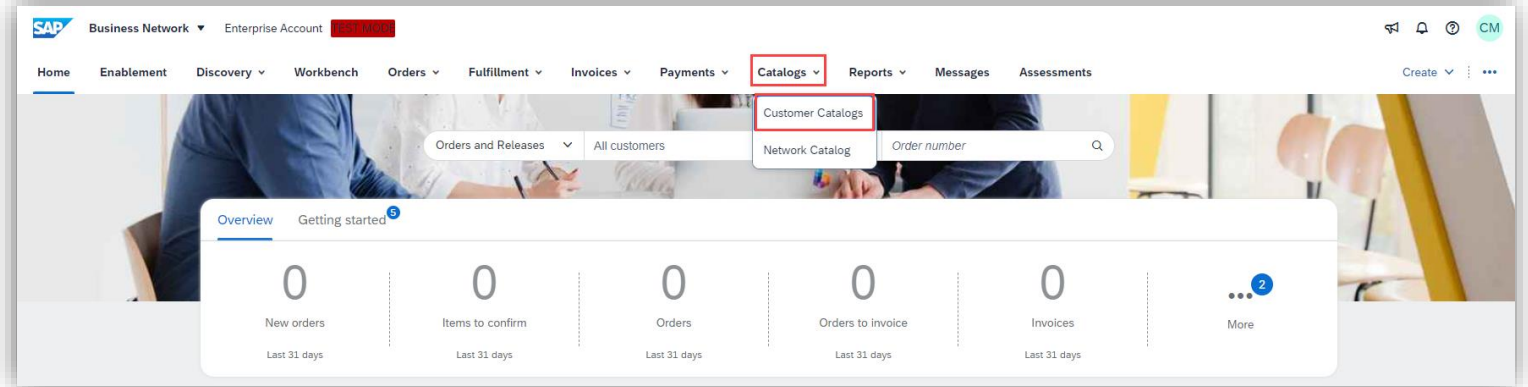 SAP Business Network Enterprise Account TEST MODE CM
Home Enablement Discovery Workbench Orders Fulfillment Invoices Payments Catalogs Reports Messages Assessments Create
Customer Catalogs
Orders and Releases All customers Network Catalog Order number
Overview Getting started 5
0 0 0 0 0 2
New orders Items to confirm Orders Orders to invoice Invoices More
Last 31 days Last 31 days Last 31 days Last 31 days Last 31 days